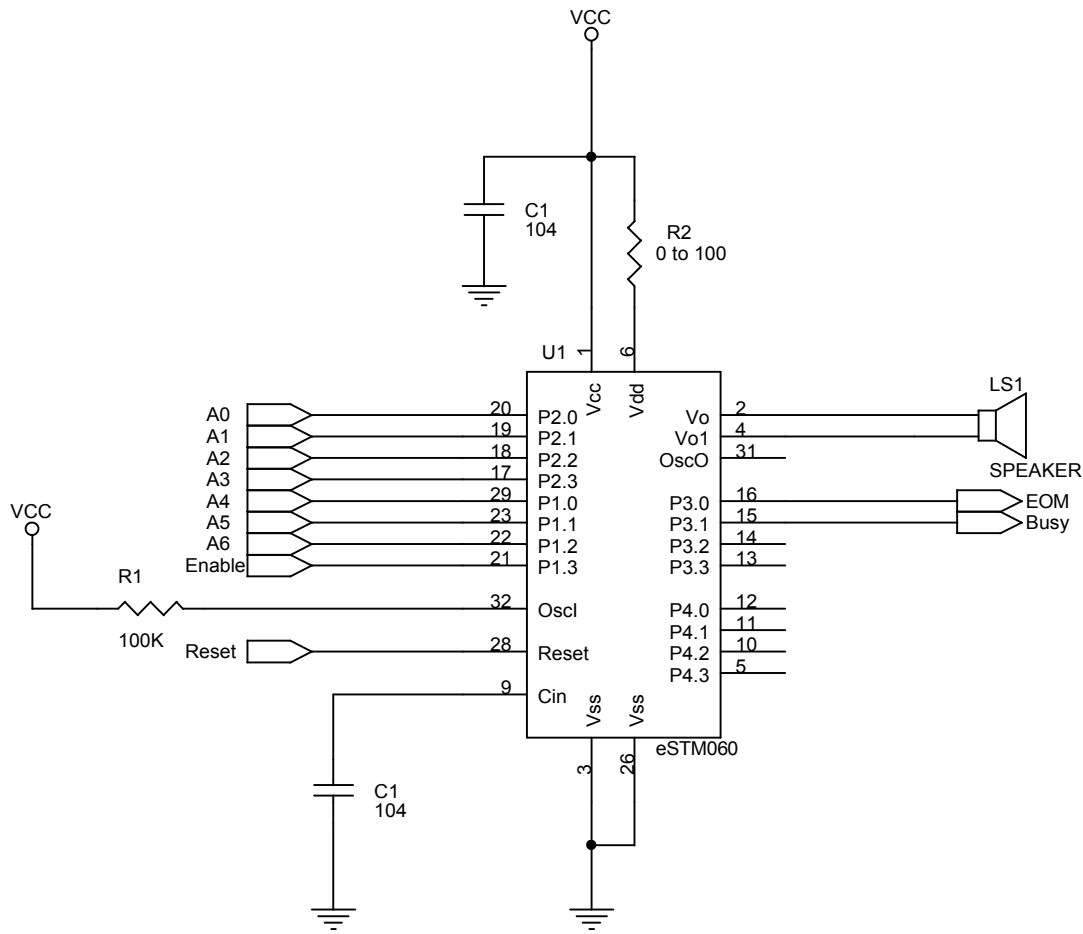 VCC
C1
104
R2
0 to 100
U1
1
6
Vcc
Vdd
LS1
SPEAKER
A0
20
P2.0
Vo
2
A1
19
P2.1
Vo1
4
A2
18
P2.2
OscO
31
A3
17
P2.3
A4
29
P1.0
P3.0
16
EOM
A5
23
P1.1
P3.1
15
Busy
A6
22
P1.2
P3.2
14
Enable
21
P1.3
P3.3
13
VCC
R1
100K
32
OscI
P4.0
12
P4.1
11
Reset
28
Reset
P4.2
10
P4.3
5
9
Cin
Vss
Vss
eSTM060
3
26
C1
104